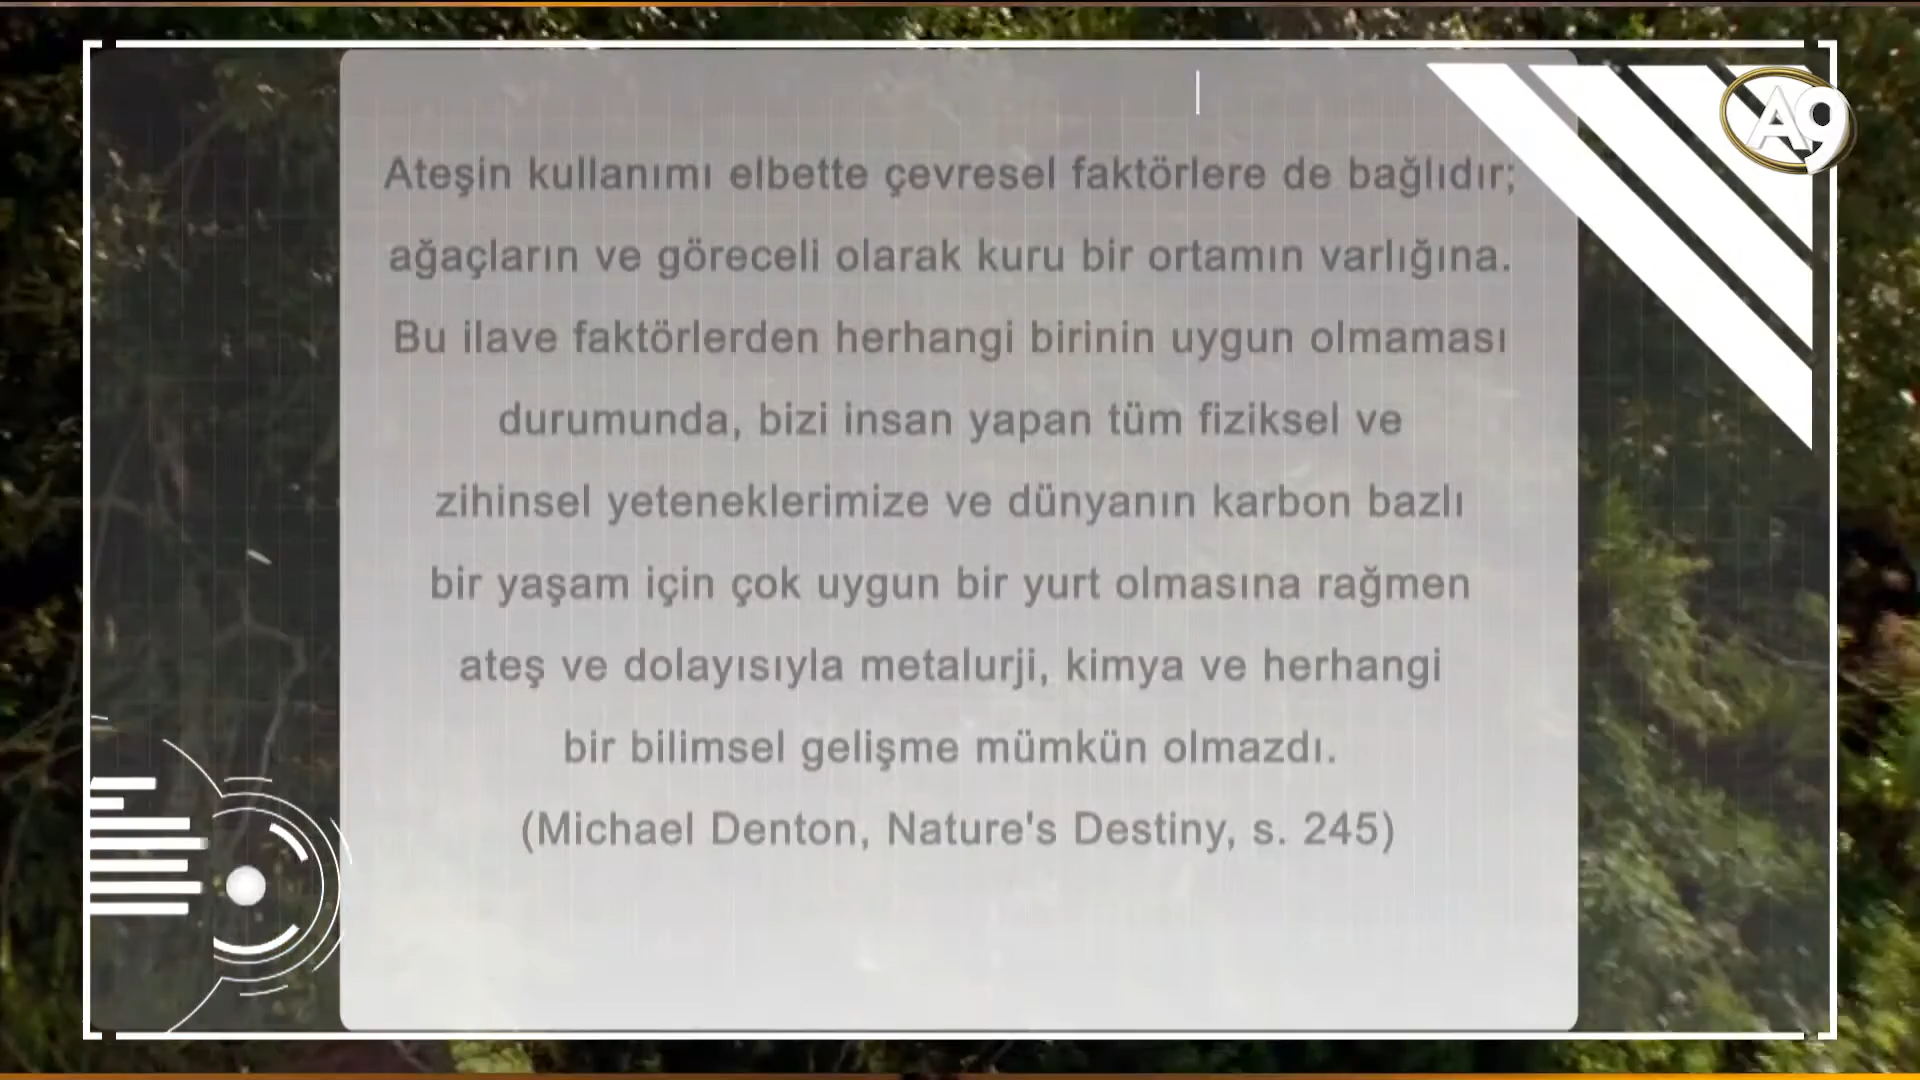 A9
Ateşin kullanımı elbette çevresel faktörlere de bağlıdır;
ağaçların ve göreceli olarak kuru bir ortamın varlığına.
Bu ilave faktörlerden herhangi birinin uygun olmaması
durumunda, bizi insan yapan tüm fiziksel ve
zihinsel yeteneklerimize ve dünyanın karbon bazlı
bir yaşam için çok uygun bir yurt olmasına rağmen
ateş ve dolayısıyla metalurji, kimya ve herhangi
bir bilimsel gelişme mümkün olmazdı.
(Michael Denton, Nature's Destiny, s. 245)